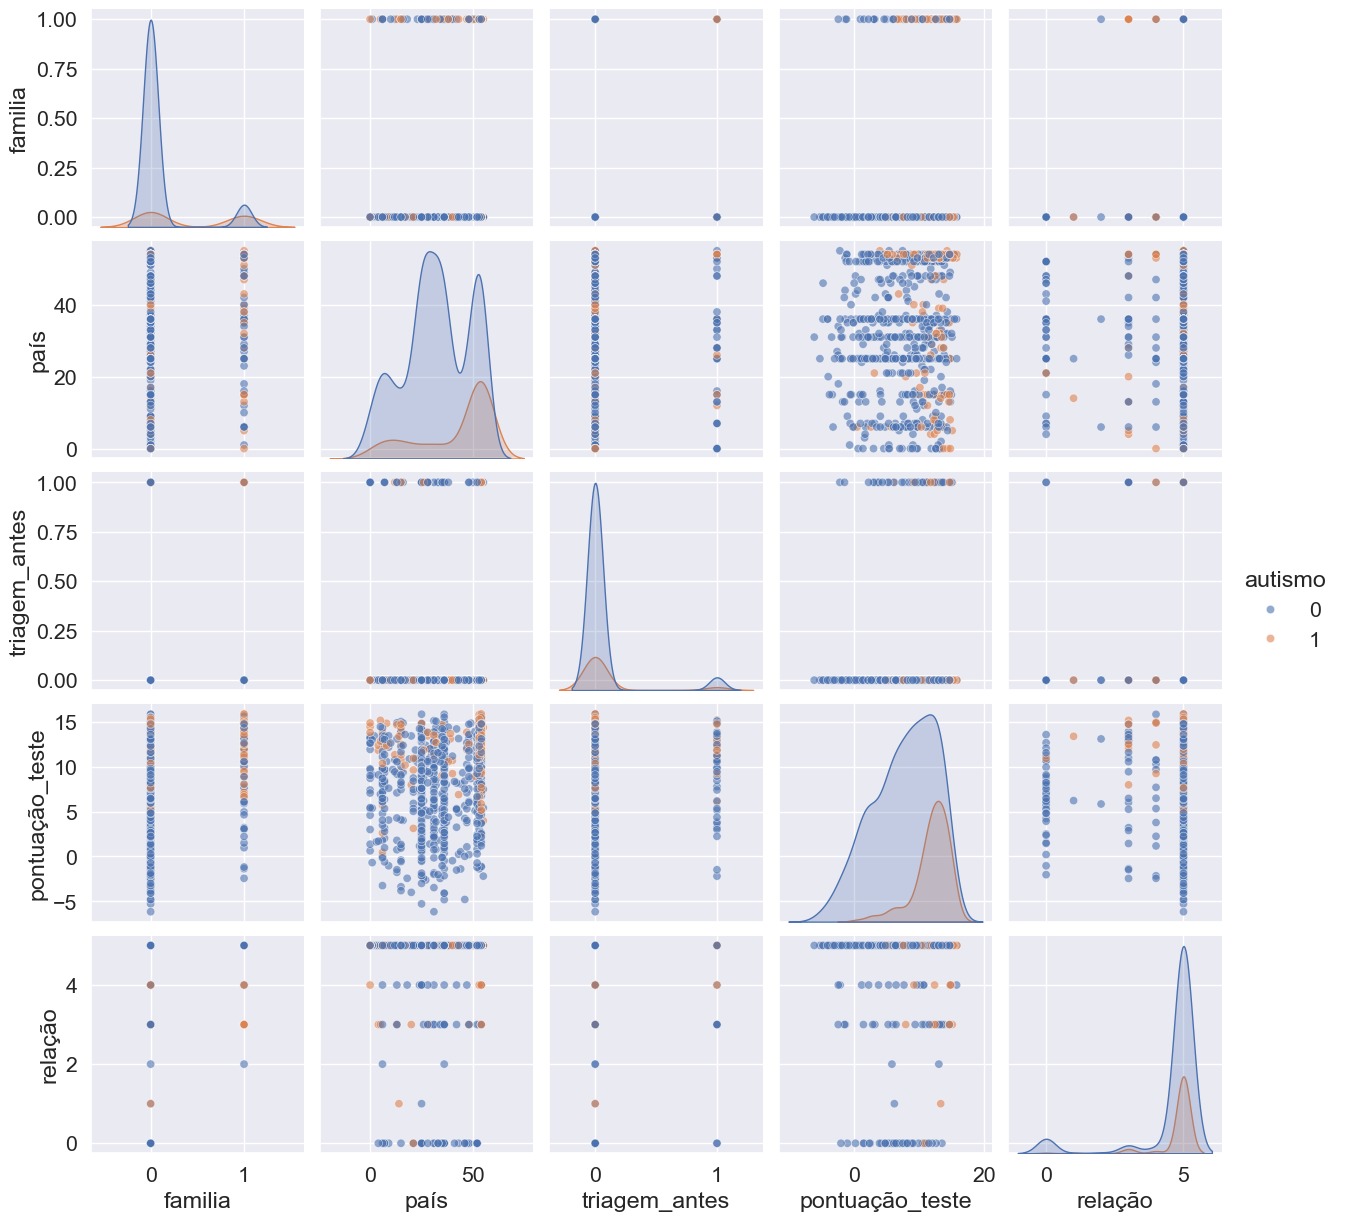 1.00
0.75
0.50
0.25
0.00
familia
40
20
0
país
1.00
0.75
0.50
0.25
0.00
triagem_antes
autismo
0
1
15
10
5
0
−5
pontuação_teste
4
2
0
relação
0 1
0 50
0 1
0 20
0 5
familia
país
triagem_antes
pontuação_teste
relação